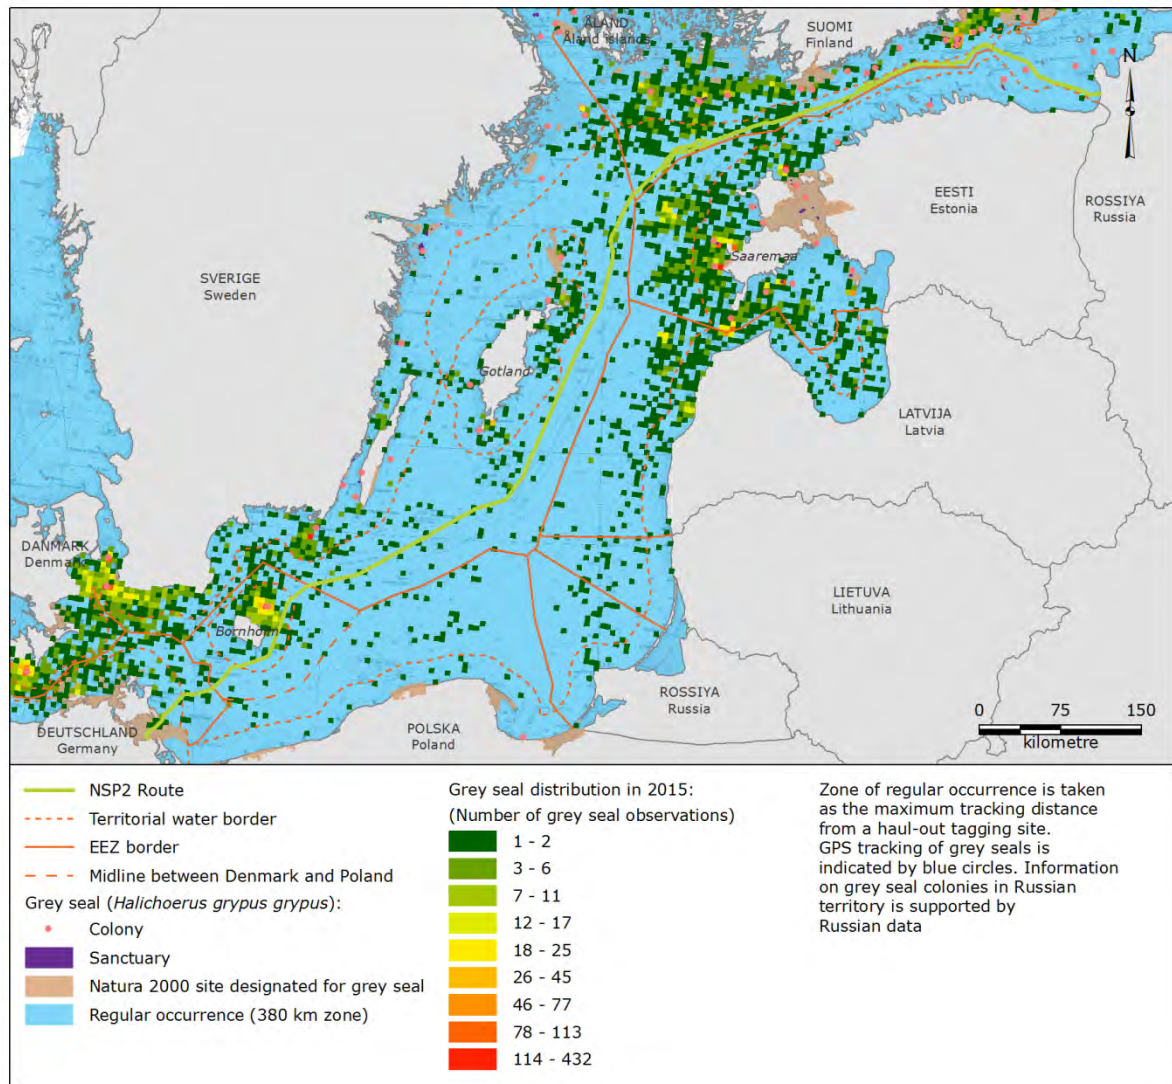 ÅLAND
Åland islands
SUOMI
Finland
N
EESTI
Estonia
ROSSIYA
Russia
Saaremaa
SVERIGE
Sweden
Gotland
LATVIJA
Latvia
DANMARK
Denmark
LIETUVA
Lithuania
Bornholm
ROSSIYA
Russia
DEUTSCHLAND
Germany
POLSKA
Poland
0 75 150
kilometre
NSP2 Route
Territorial water border
EEZ border
Midline between Denmark and Poland
Grey seal (Halichoerus grypus grypus):
Colony
Sanctuary
Natura 2000 site designated for grey seal
Regular occurrence (380 km zone)
Grey seal distribution in 2015:
(Number of grey seal observations)
1 - 2
3 - 6
7 - 11
12 - 17
18 - 25
26 - 45
46 - 77
78 - 113
114 - 432
Zone of regular occurrence is taken
as the maximum tracking distance
from a haul-out tagging site.
GPS tracking of grey seals is
indicated by blue circles. Information
on grey seal colonies in Russian
territory is supported by
Russian data